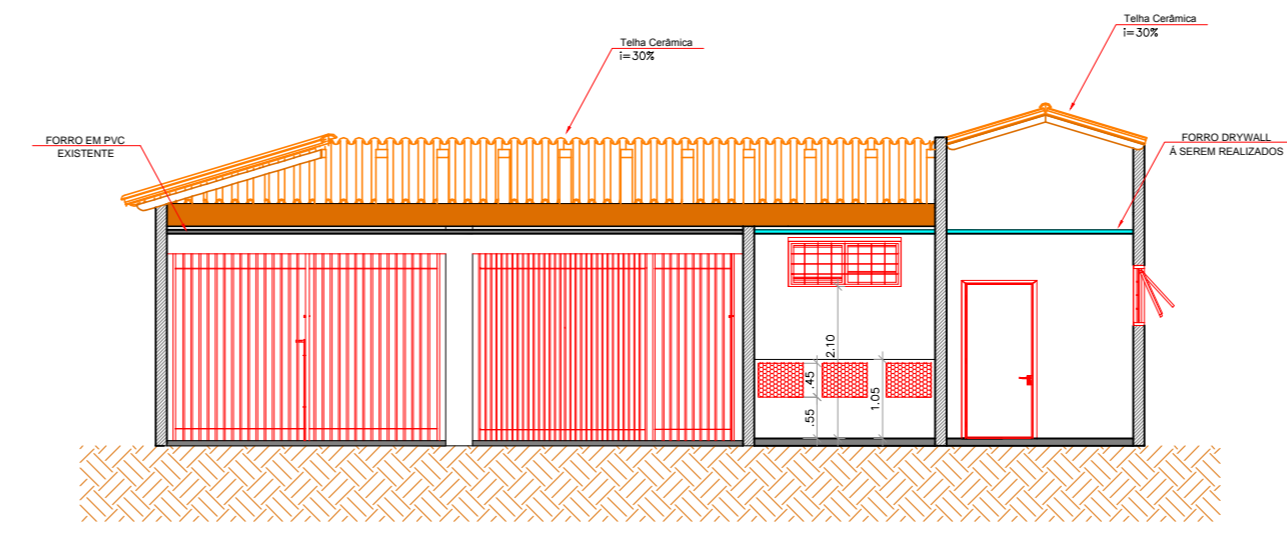 Telha Cerâmica
i=30%
Telha Cerâmica
i=30%
FORRO EM PVC
EXISTENTE
FORRO DRYWALL
Á SEREM REALIZADOS
2.10
.45
1.05
.55